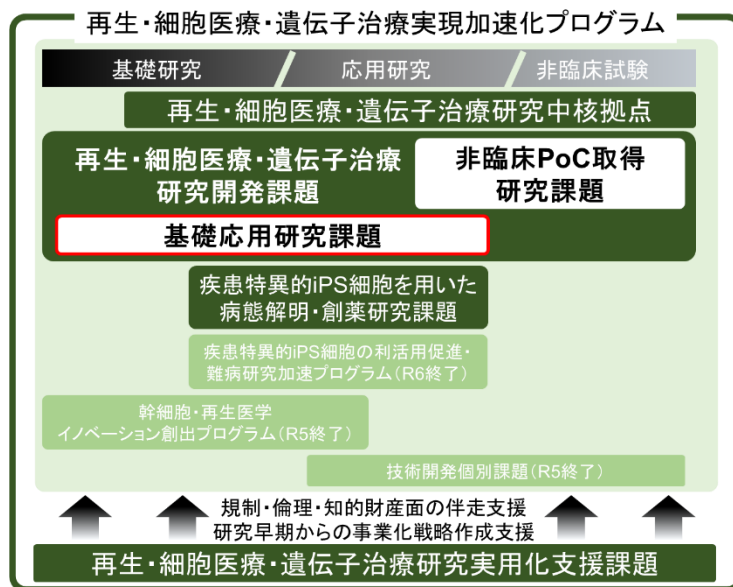 再生・細胞医療・遺伝子治療実現加速化プログラム
基礎研究
応用研究
非臨床試験
再生・細胞医療・遺伝子治療研究中核拠点
再生・細胞医療・遺伝子治療
研究開発課題
非臨床PoC取得
研究課題
基礎応用研究課題
疾患特異的iPS細胞を用いた
病態解明・創薬研究課題
疾患特異的iPS細胞の利活用促進・
難病研究加速プログラム(R6終了)
幹細胞・再生医学
イノベーション創出プログラム(R5終了)
技術開発個別課題(R5終了)
規制・倫理・知的財産面の伴走支援
研究早期からの事業化戦略作成支援
再生・細胞医療・遺伝子治療研究実用化支援課題